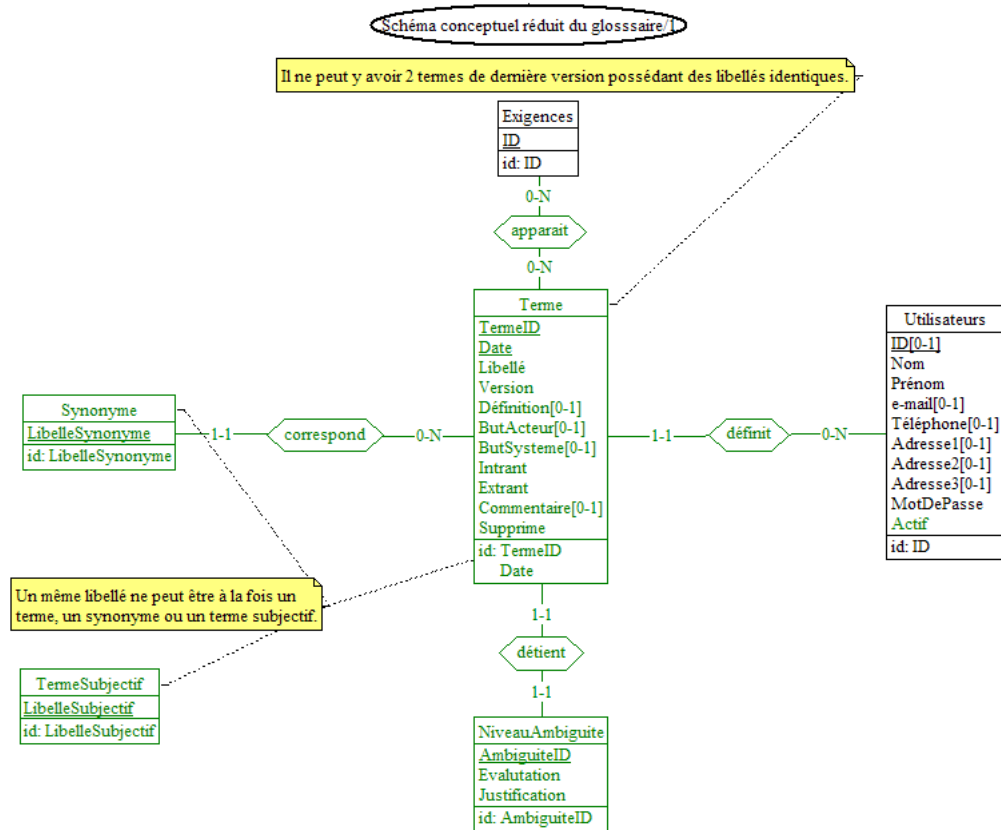 Schéma conceptuel réduit du glosssaire/1
Il ne peut y avoir 2 termes de dernière version possédant des libellés identiques.
Exigences
ID
id: ID
0-N
apparait
0-N
Terme
TermeID
Date
Libellé
Version
Définition[0-1]
ButActeur[0-1]
ButSysteme[0-1]
Intrant
Extrant
Commentaire[0-1]
Supprime
id: TermeID
Date
Utilisateurs
ID[0-1]
Nom
Prénom
e-mail[0-1]
Téléphone[0-1]
Adresse1[0-1]
Adresse2[0-1]
Adresse3[0-1]
MotDePasse
Actif
id: ID
Synonyme
LibelleSynonyme
id: LibelleSynonyme
1-1
correspond
0-N
1-1
définit
0-N
Un même libellé ne peut être à la fois un
terme, un synonyme ou un terme subjectif.
TermeSubjectif
LibelleSubjectif
id: LibelleSubjectif
1-1
détient
1-1
NiveauAmbiguite
AmbiguiteID
Evalutation
Justification
id: AmbiguiteID